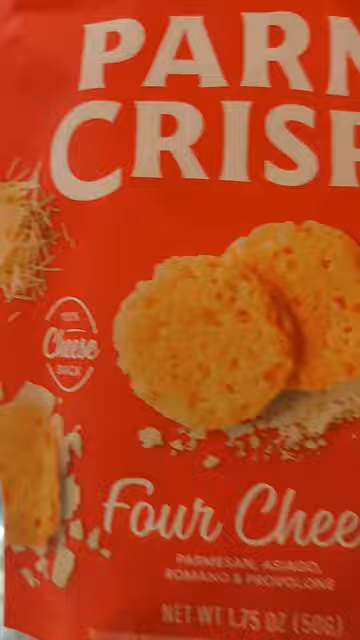 PARM
CRISP
100%
Cheese
SNACK
Four Chee
PARMESAN, ASIAGO,
ROMANO & PROVOLONE
NET WT 1.75 OZ (50G)